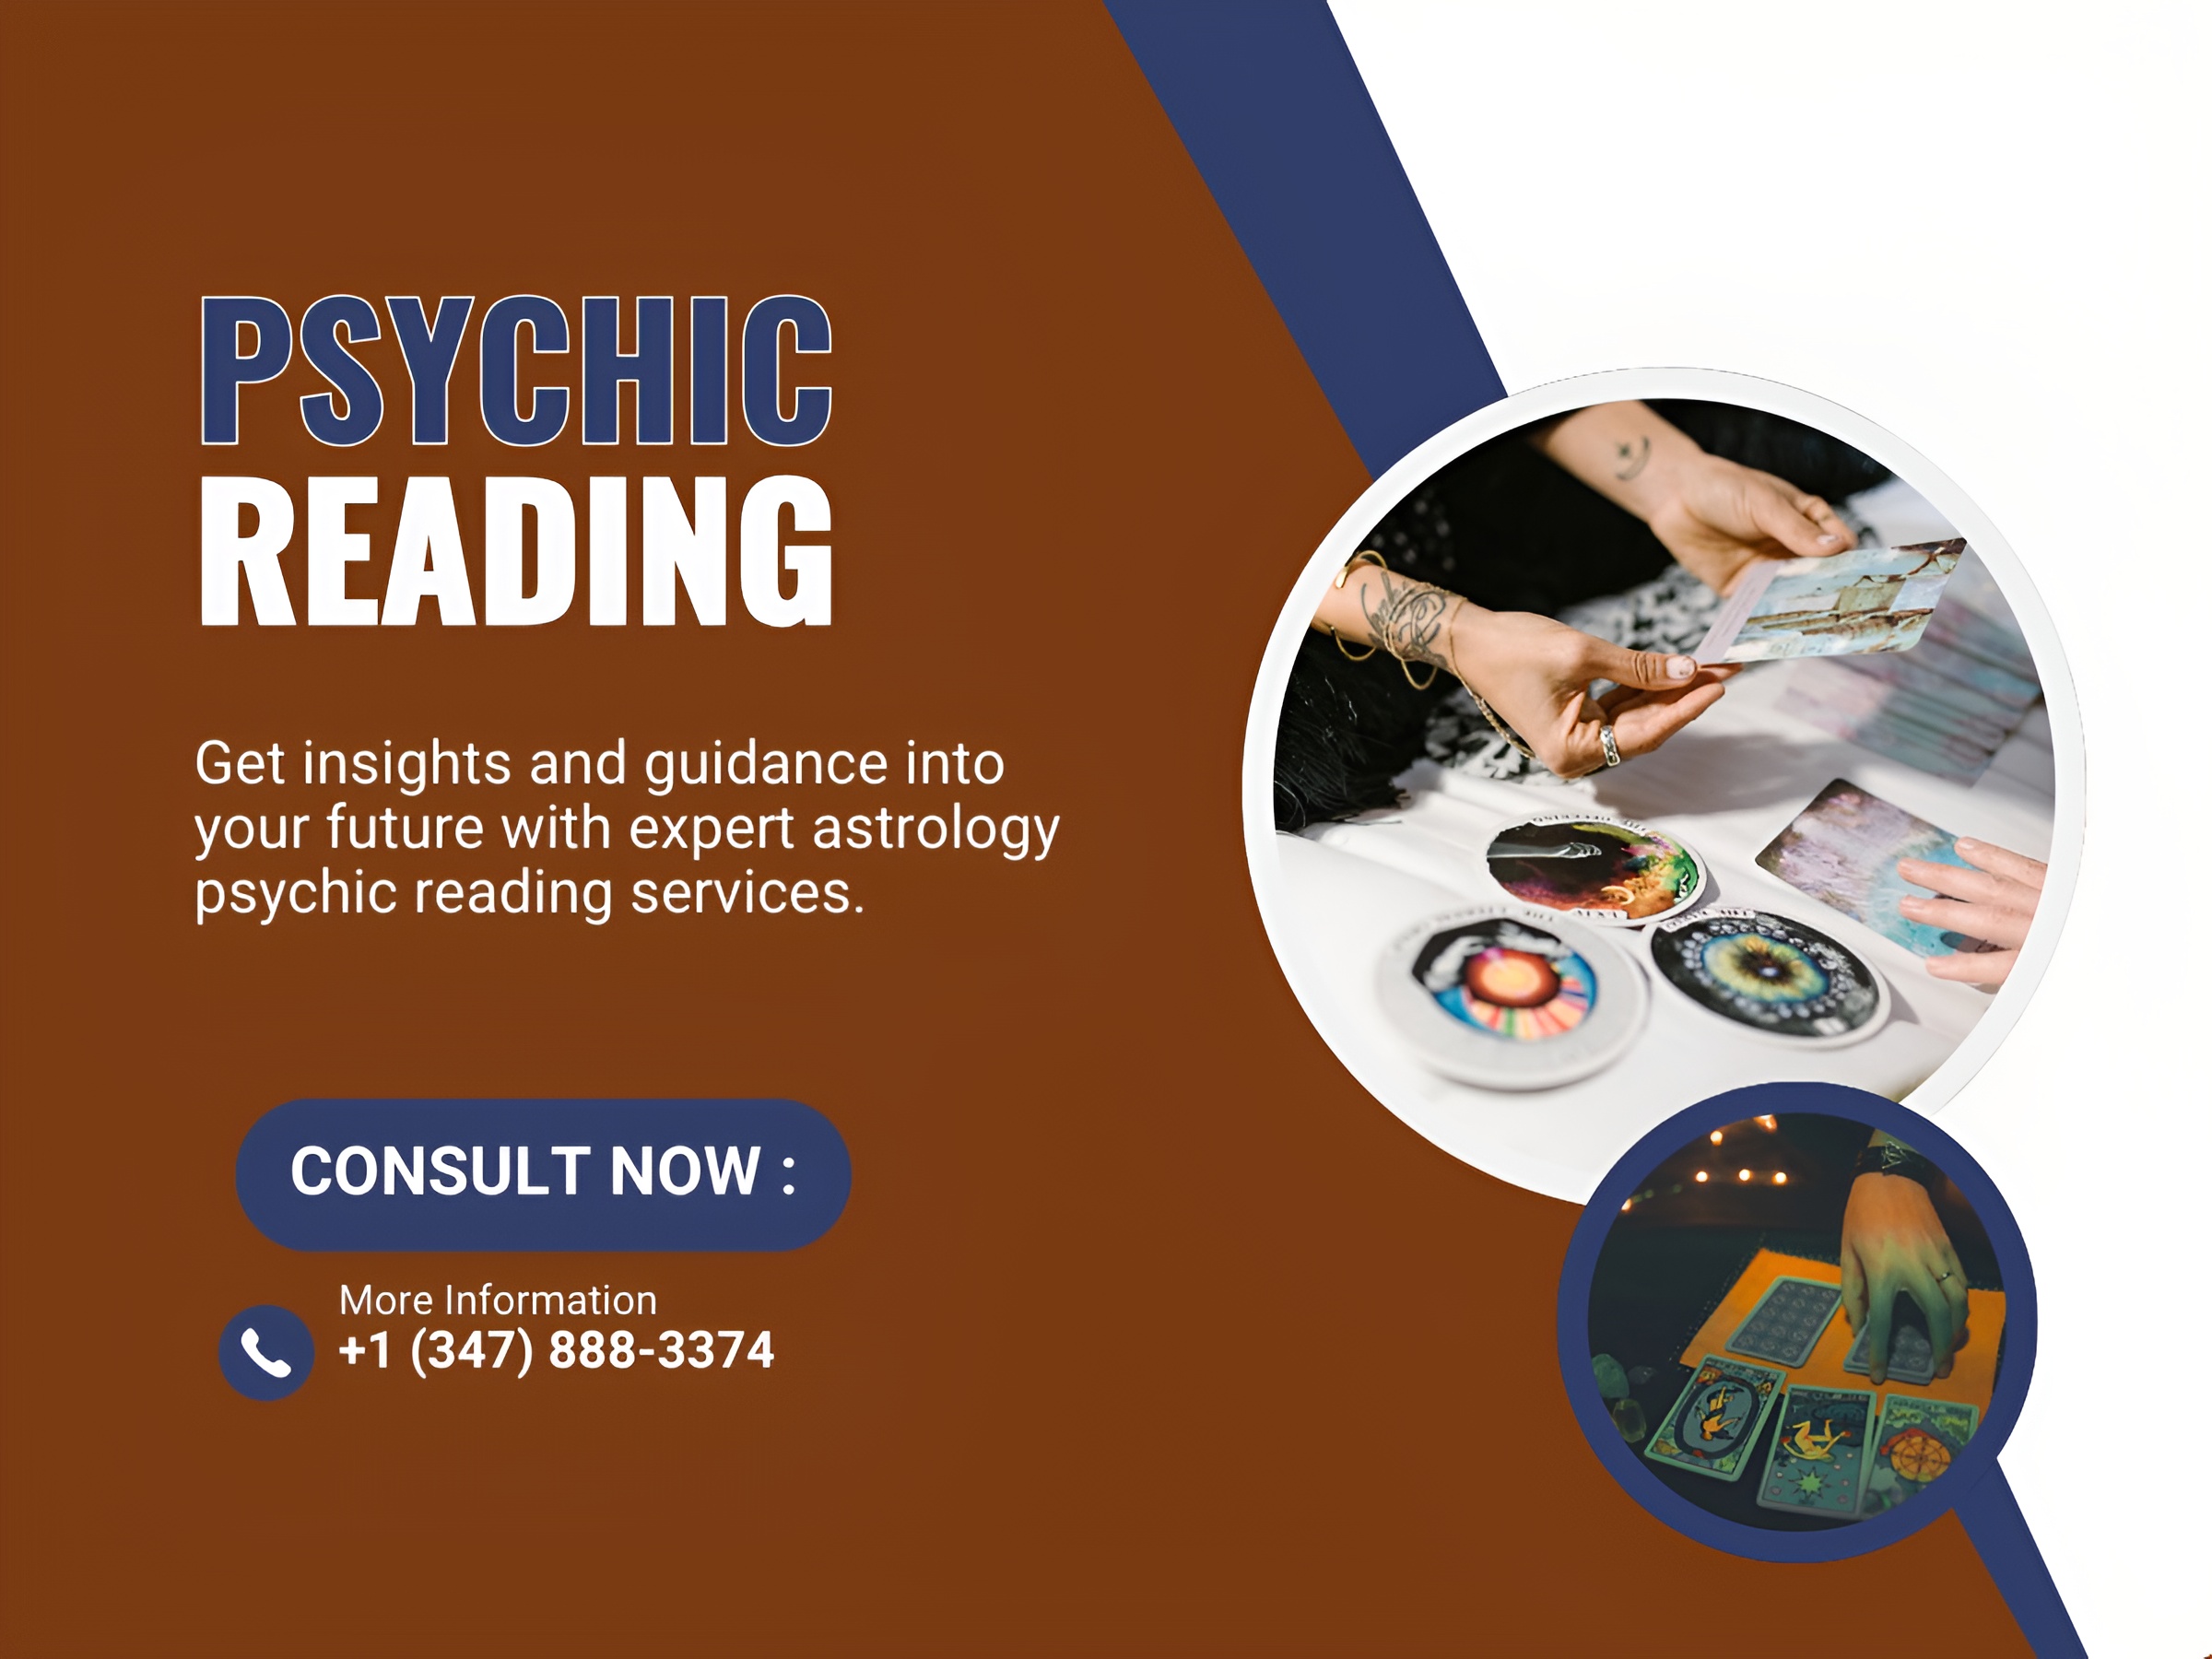 PSYCHIC
READING
Get insights and guidance into
your future with expert astrology
psychic reading services.
CONSULT NOW :
More Information
+1 (347) 888-3374